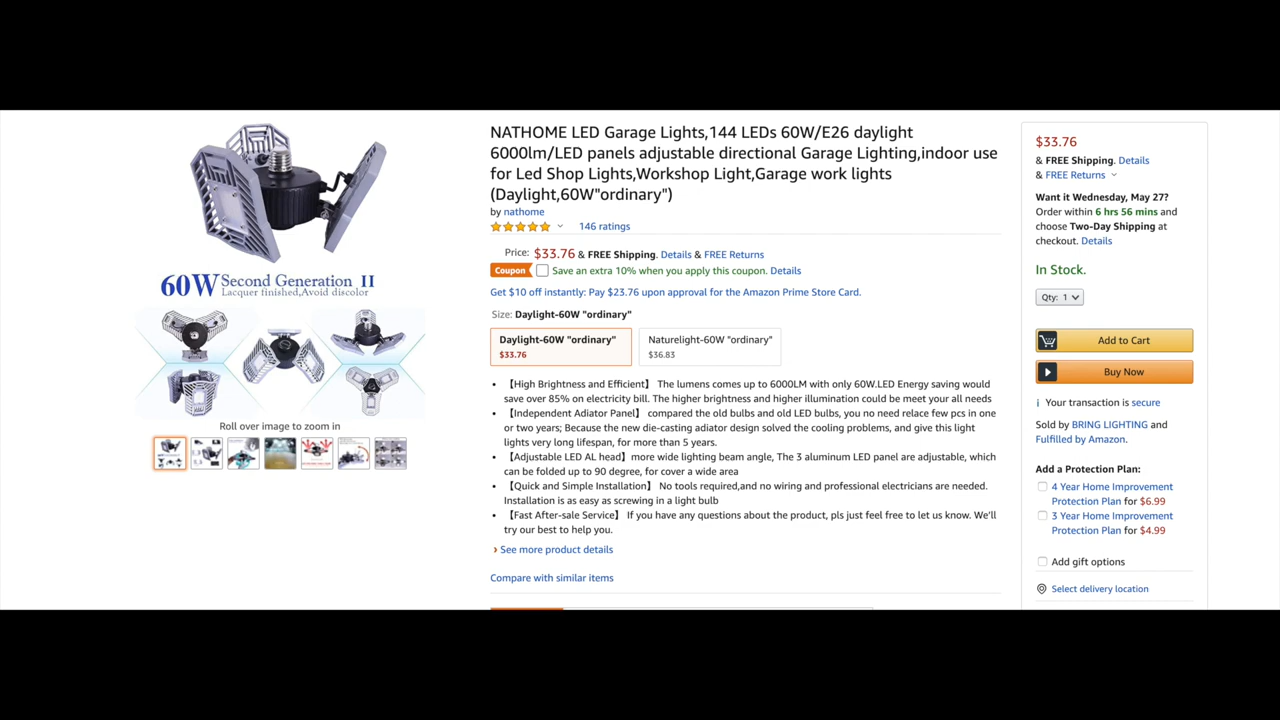 NATHOME LED Garage Lights,144 LEDs 60W/E26 daylight
6000lm/LED panels adjustable directional Garage Lighting,indoor use
for Led Shop Lights,Workshop Light,Garage work lights
(Daylight,60W"ordinary")
by nathome
146 ratings
Price: $33.76 & FREE Shipping. Details & FREE Returns
Coupon Save an extra 10% when you apply this coupon. Details
Get $10 off instantly: Pay $23.76 upon approval for the Amazon Prime Store Card.
Size: Daylight-60W "ordinary"
Daylight-60W "ordinary"
$33.76
Naturelight-60W "ordinary"
$36.83
• 【High Brightness and Efficient】 The lumens comes up to 6000LM with only 60W.LED Energy saving would
save over 85% on electricity bill. The higher brightness and higher illumination could be meet your all needs
• 【Independent Adiator Panel】 compared the old bulbs and old LED bulbs, you no need relace few pcs in one
or two years; Because the new die-casting adiator design solved the cooling problems, and give this light
lights very long lifespan, for more than 5 years.
• 【Adjustable LED AL head】more wide lighting beam angle, The 3 aluminum LED panel are adjustable, which
can be folded up to 90 degree, for cover a wide area
• 【Quick and Simple Installation】 No tools required,and no wiring and professional electricians are needed.
Installation is as easy as screwing in a light bulb
• 【Fast After-sale Service】 If you have any questions about the product, pls just feel free to let us know. We'll
try our best to help you.
› See more product details
Compare with similar items
60W Second Generation II
Lacquer finished,Avoid discolor
Roll over image to zoom in
$33.76
& FREE Shipping. Details
& FREE Returns
Want it Wednesday, May 27?
Order within 6 hrs 56 mins and
choose Two-Day Shipping at
checkout. Details
In Stock.
Qty: 1
Add to Cart
Buy Now
Your transaction is secure
Sold by BRING LIGHTING and
Fulfilled by Amazon.
Add a Protection Plan:
4 Year Home Improvement
Protection Plan for $6.99
3 Year Home Improvement
Protection Plan for $4.99
Add gift options
Select delivery location